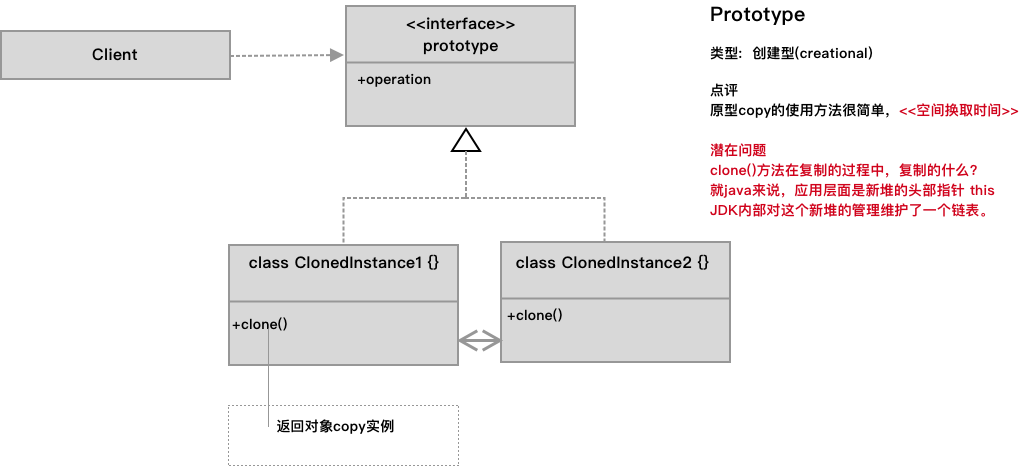 Client
<<interface>>
prototype
+operation
class ClonedInstance1 {}
+clone()
class ClonedInstance2 {}
+clone()
返回对象copy实例
Prototype
类型：创建型(creational)
点评
原型copy的使用方法很简单，<<空间换取时间>>
潜在问题
clone()方法在复制的过程中，复制的什么？
就java来说，应用层面是新堆的头部指针 this
JDK内部对这个新堆的管理维护了一个链表。